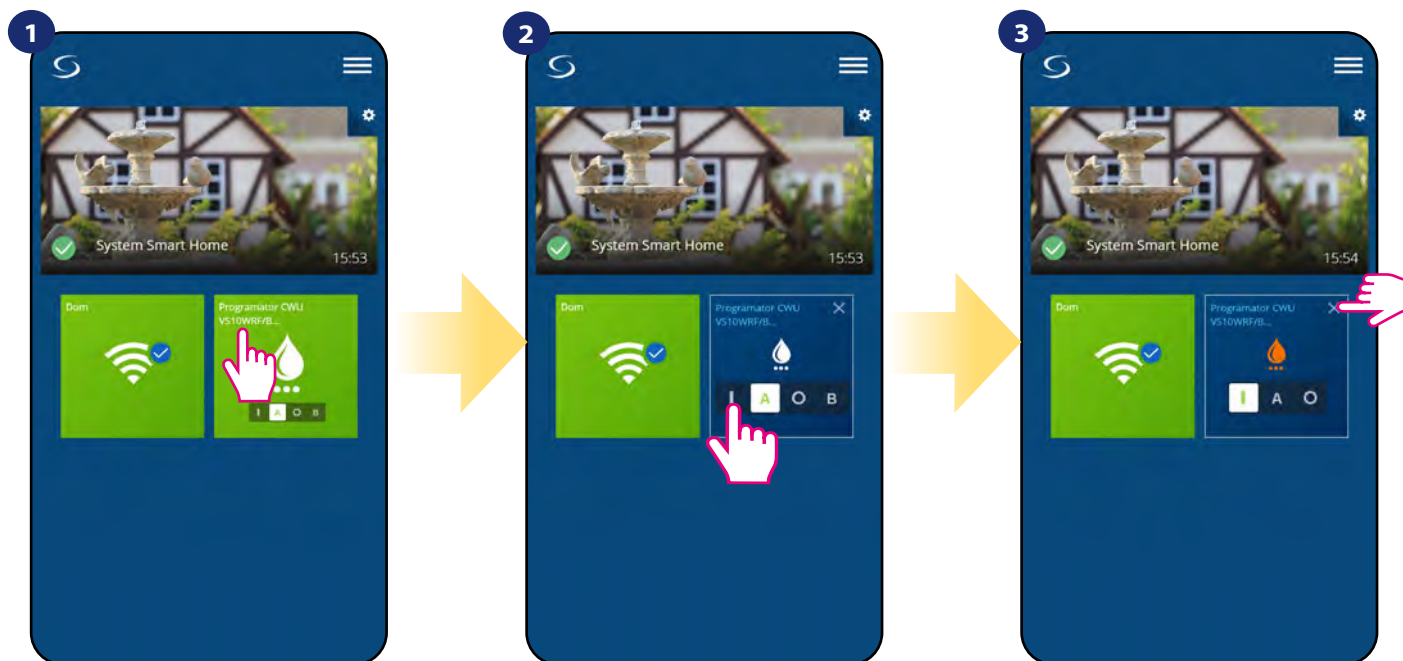 1
System Smart Home
15:53
Dom
Programator CWU
VS10WRF/B...
I A O B
2
System Smart Home
15:53
Dom
Programator CWU
VS10WRF/B...
I A O B
3
System Smart Home
15:54
Dom
Programator CWU
VS10WRF/B...
I A O